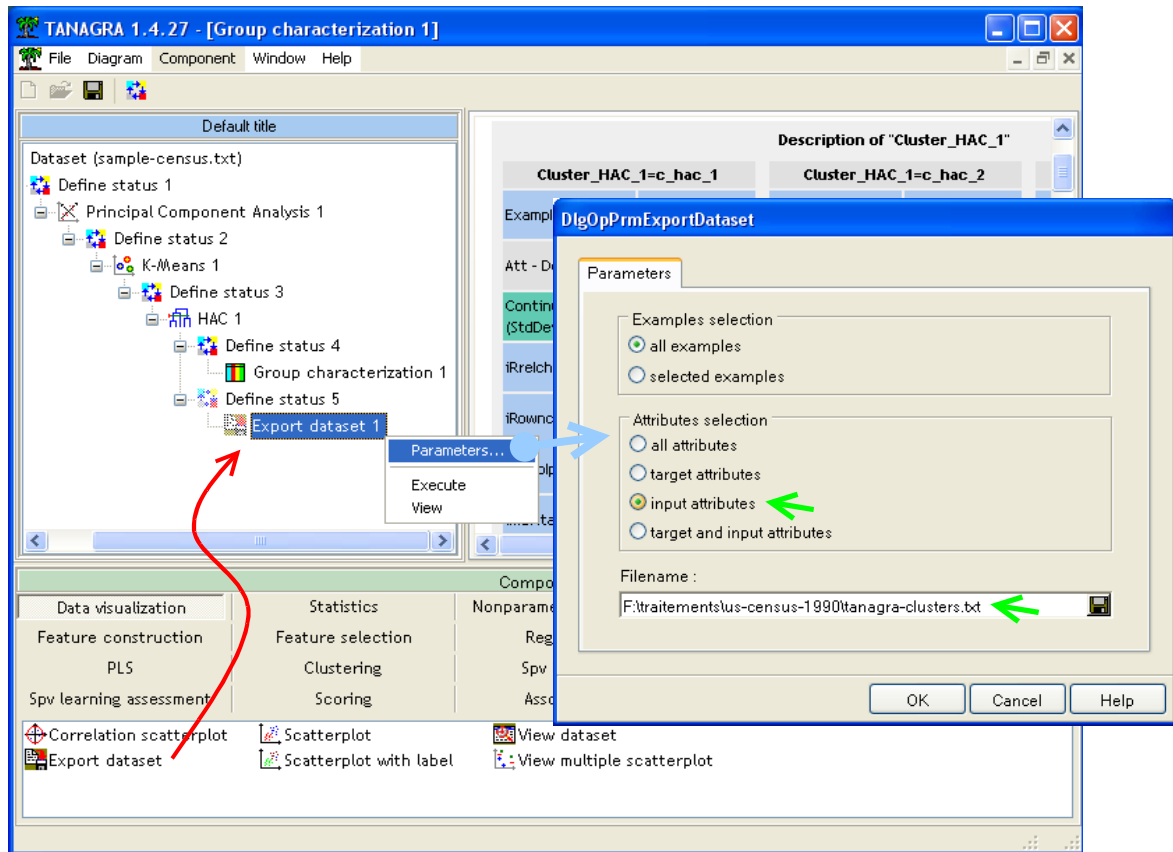 TANAGRA 1.4.27 - [Group characterization 1]
File Diagram Component Window Help
Default title
Dataset (sample-census.txt)
Define status 1
Principal Component Analysis 1
Define status 2
K-Means 1
Define status 3
HAC 1
Define status 4
Group characterization 1
Define status 5
Export dataset 1
Parameters...
Execute
View
Description of "Cluster_HAC_1"
Cluster_HAC_1=c_hac_1 Cluster_HAC_1=c_hac_2
Exampl
Att - De
Contin
(StdDe
iRrelch
iRownc
DlgOpPrmExportDataset
Parameters
Examples selection
all examples
selected examples
Attributes selection
all attributes
target attributes
input attributes
target and input attributes
Filename :
F:\traitements\us-census-1990\tanagra-clusters.txt
OK Cancel Help
Compo
Data visualization Statistics Nonparame
Feature construction Feature selection Reg
PLS Clustering Spv
Spv learning assessment Scoring Asso
Correlation scatterplot Scatterplot View dataset
Export dataset Scatterplot with label View multiple scatterplot